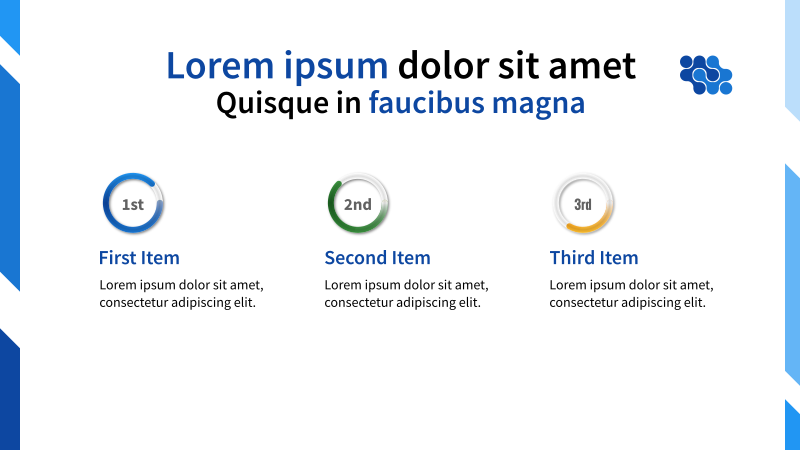 Lorem ipsum dolor sit amet
Quisque in faucibus magna
1st
First Item
Lorem ipsum dolor sit amet,
consectetur adipiscing elit.
2nd
Second Item
Lorem ipsum dolor sit amet,
consectetur adipiscing elit.
3rd
Third Item
Lorem ipsum dolor sit amet,
consectetur adipiscing elit.